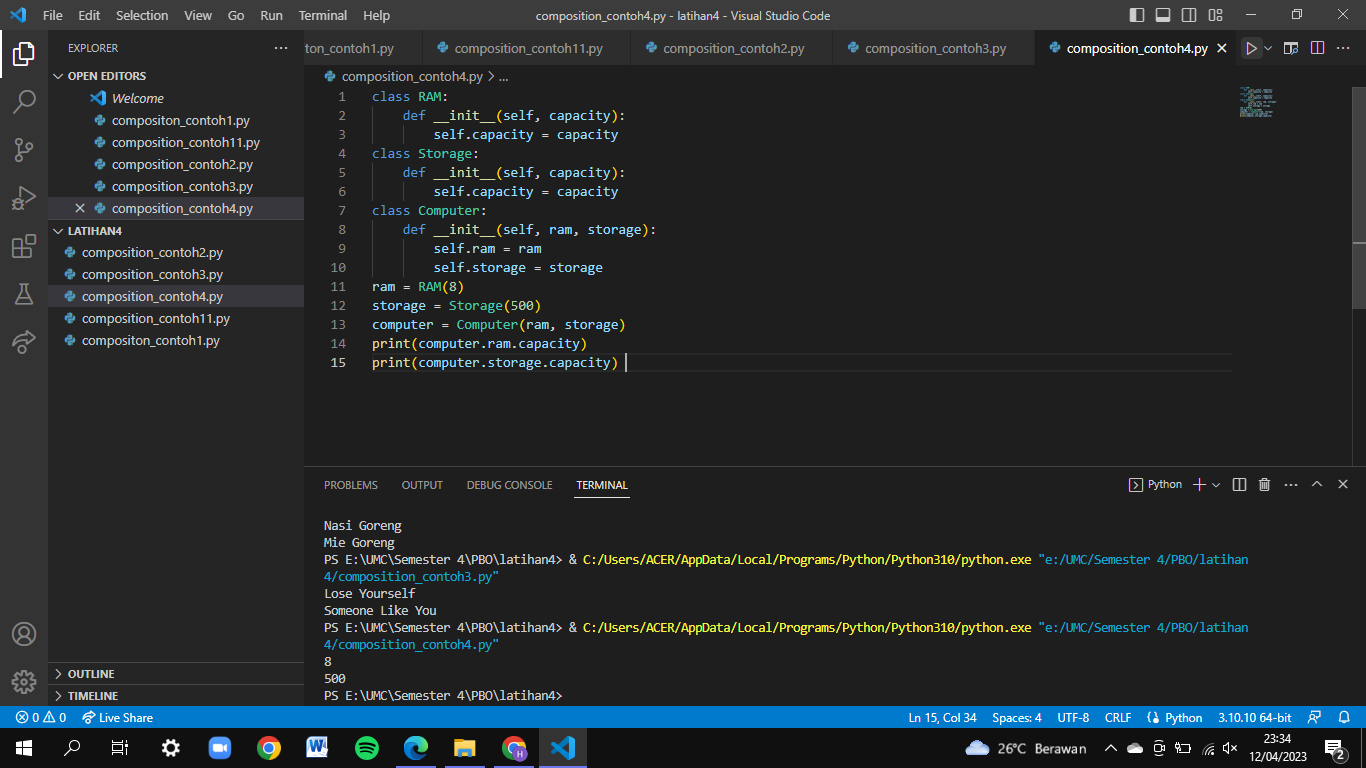 File Edit Selection View Go Run Terminal Help
composition_contoh4.py - latihan4 - Visual Studio Code
EXPLORER
OPEN EDITORS
Welcome
compositon_contoh1.py
composition_contoh11.py
composition_contoh2.py
composition_contoh3.py
composition_contoh4.py
LATIHAN4
composition_contoh2.py
composition_contoh3.py
composition_contoh4.py
composition_contoh11.py
compositon_contoh1.py
OUTLINE
TIMELINE
ton_contoh1.py composition_contoh11.py composition_contoh2.py composition_contoh3.py composition_contoh4.py
composition_contoh4.py > ...
1 class RAM:
2 def __init__(self, capacity):
3 self.capacity = capacity
4 class Storage:
5 def __init__(self, capacity):
6 self.capacity = capacity
7 class Computer:
8 def __init__(self, ram, storage):
9 self.ram = ram
10 self.storage = storage
11 ram = RAM(8)
12 storage = Storage(500)
13 computer = Computer(ram, storage)
14 print(computer.ram.capacity)
15 print(computer.storage.capacity)
PROBLEMS OUTPUT DEBUG CONSOLE TERMINAL
Python
Nasi Goreng
Mie Goreng
PS E:\UMC\Semester 4\PBO\latihan4> & C:/Users/ACER/AppData/Local/Programs/Python/Python310/python.exe "e:/UMC/Semester 4/PBO/latihan
4/composition_contoh3.py"
Lose Yourself
Someone Like You
PS E:\UMC\Semester 4\PBO\latihan4> & C:/Users/ACER/AppData/Local/Programs/Python/Python310/python.exe "e:/UMC/Semester 4/PBO/latihan
4/composition_contoh4.py"
8
500
PS E:\UMC\Semester 4\PBO\latihan4>
0 0 Live Share
Ln 15, Col 34 Spaces: 4 UTF-8 CRLF Python 3.10.10 64-bit
26°C Berawan
23:34
12/04/2023
2